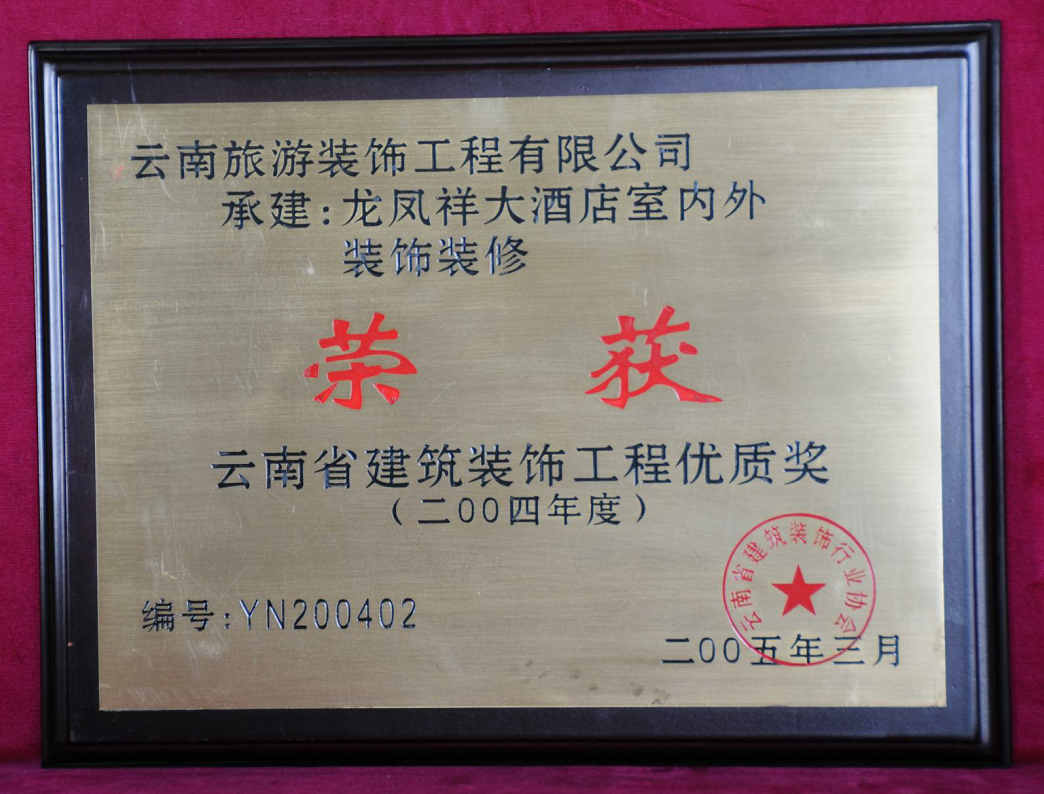 云南旅游装饰工程有限公司
承建:龙凤祥大酒店室内外
装饰装修
荣获
云南省建筑装饰工程优质奖
(二00四年度)
云南省建筑装饰行业协会
编号:YN200402
二00五年三月